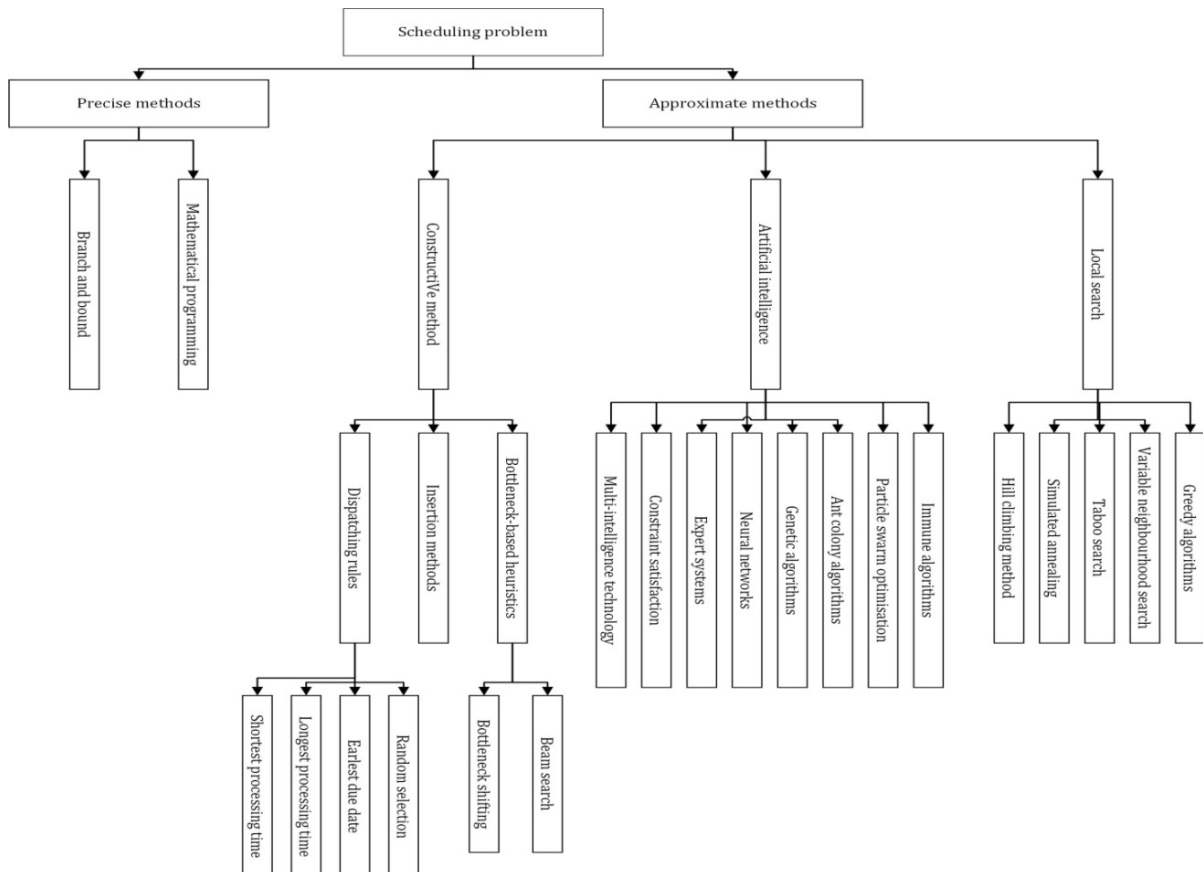 Scheduling problem
Precise methods
Approximate methods
Branch and bound
Mathematical programming
ConstructiVe method
Artificial intelligence
Local search
Dispatching rules
Insertion methods
Bottleneck-based heuristics
Multi-intelligence technology
Constraint satisfaction
Expert systems
Neural networks
Genetic algorithms
Ant colony algorithms
Particle swarm optimisation
Immune algorithms
Hill climbing method
Simulated annealing
Taboo search
Variable neighbourhood search
Greedy algorithms
Shortest processing time
Longest processing time
Earlest due date
Random selection
Bottleneck shifting
Beam search